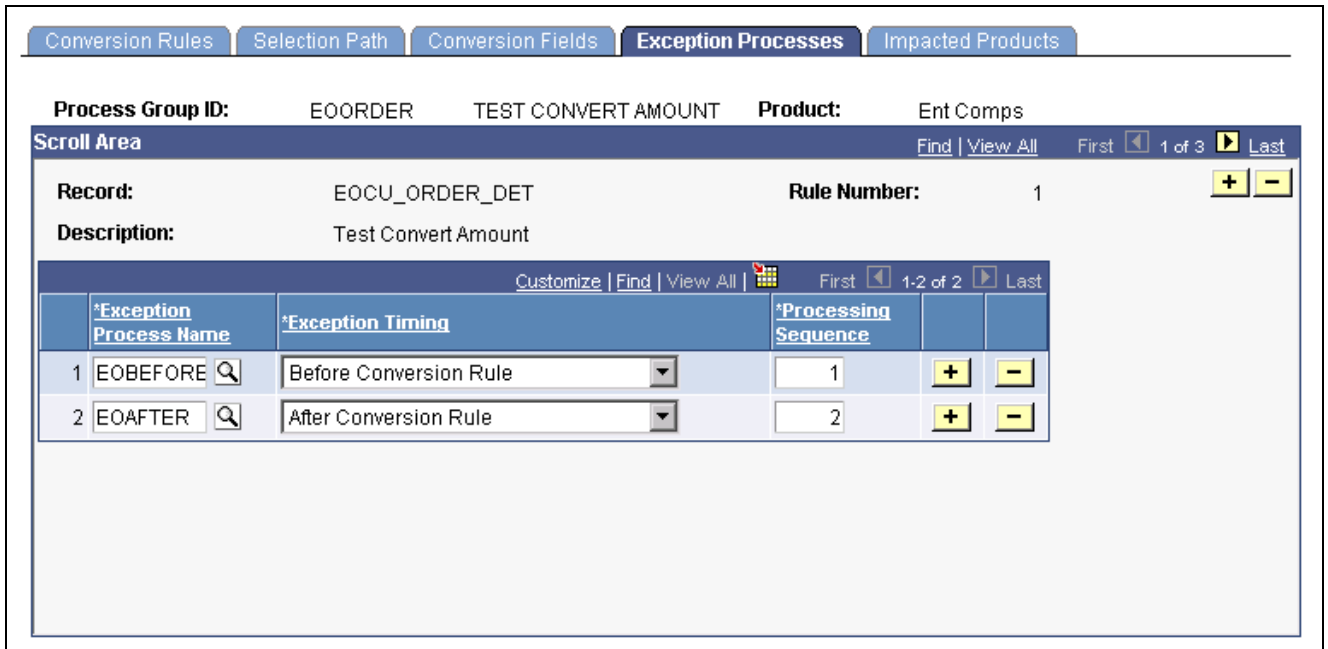 Conversion Rules Selection Path Conversion Fields Exception Processes Impacted Products
Process Group ID: EOORDER TEST CONVERT AMOUNT Product: Ent Comps
Scroll Area Find | View All First 1 of 3 Last
Record: EOCU_ORDER_DET Rule Number: 1
Description: Test Convert Amount
Customize | Find | View All | First 1-2 of 2 Last
*Exception Process Name *Exception Timing *Processing Sequence
1 EOBEFORE Before Conversion Rule 1
2 EOAFTER After Conversion Rule 2